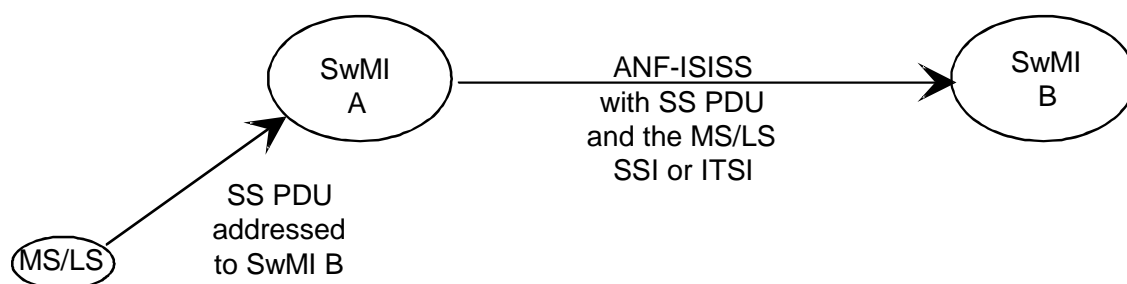 SwMI
A
ANF-ISISS
with SS PDU
and the MS/LS
SSI or ITSI
SwMI
B
SS PDU
addressed
to SwMI B
MS/LS